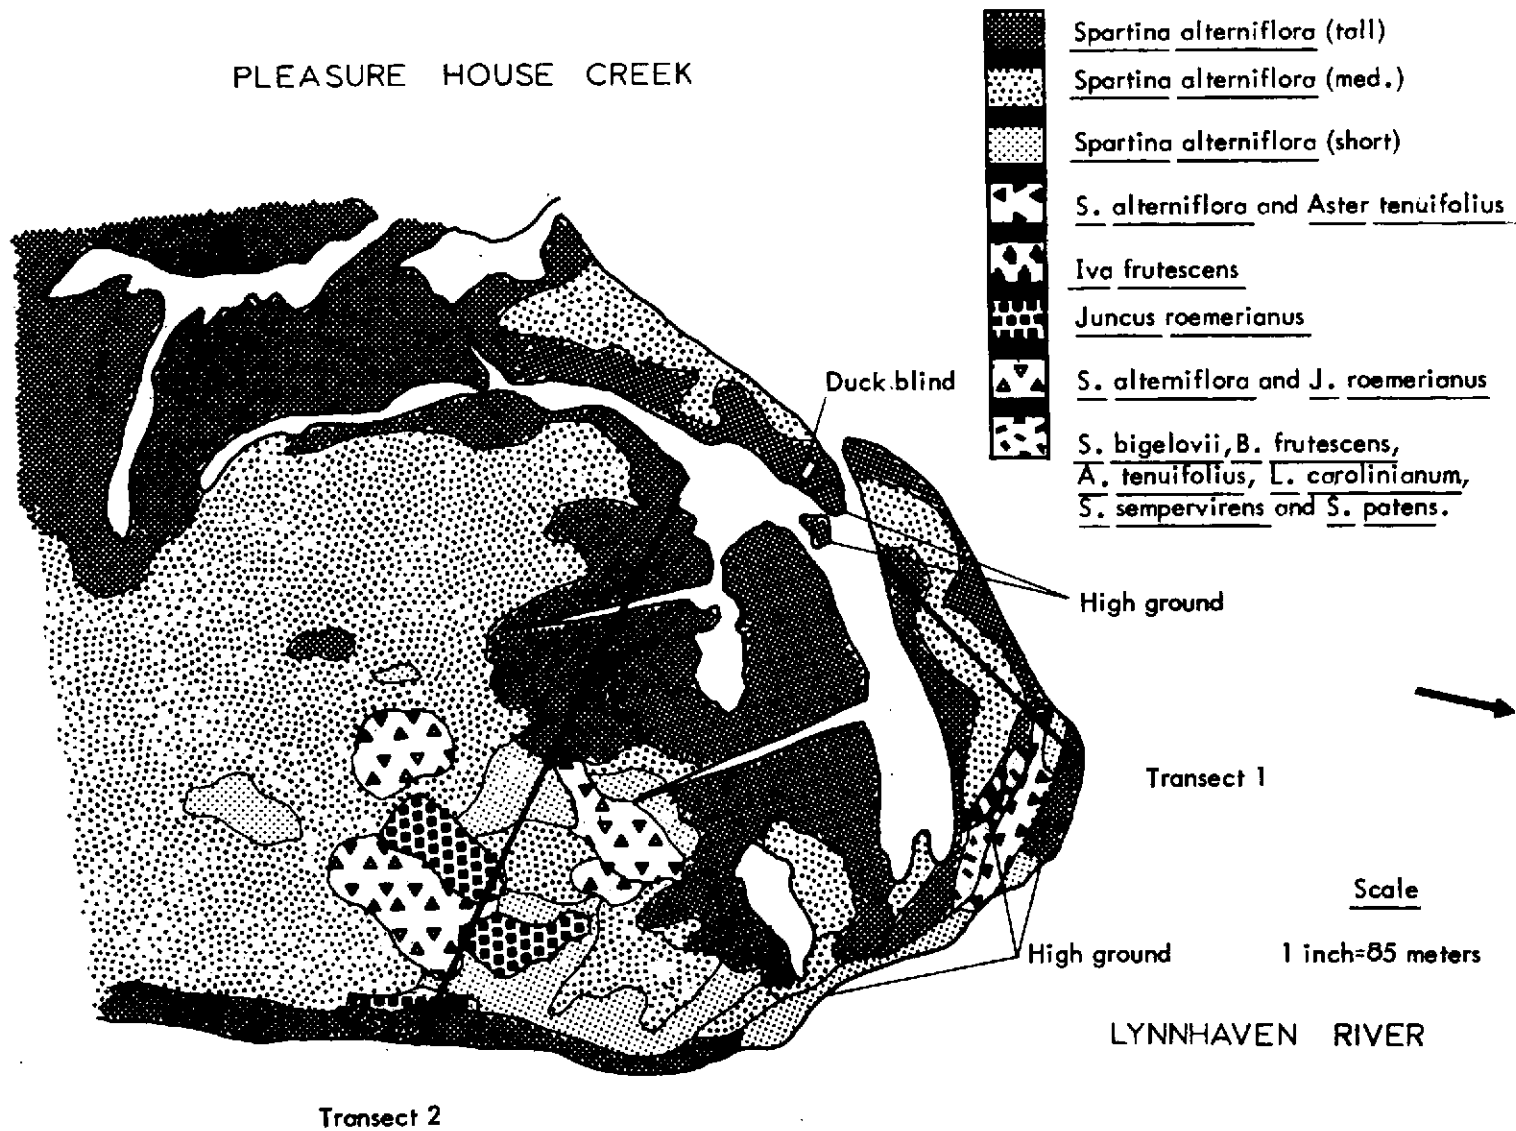 PLEASURE HOUSE CREEK
Spartina alterniflora (tall)
Spartina alterniflora (med.)
Spartina alterniflora (short)
S. alterniflora and Aster tenuifolius
Iva frutescens
Juncus roemerianus
S. alterniflora and J. roemerianus
S. bigelovii, B. frutescens,
A. tenuifolius, L. carolinianum,
S. sempervirens and S. patens.
Duck blind
High ground
Transect 1
Scale
1 inch=85 meters
High ground
LYNNHAVEN RIVER
Transect 2